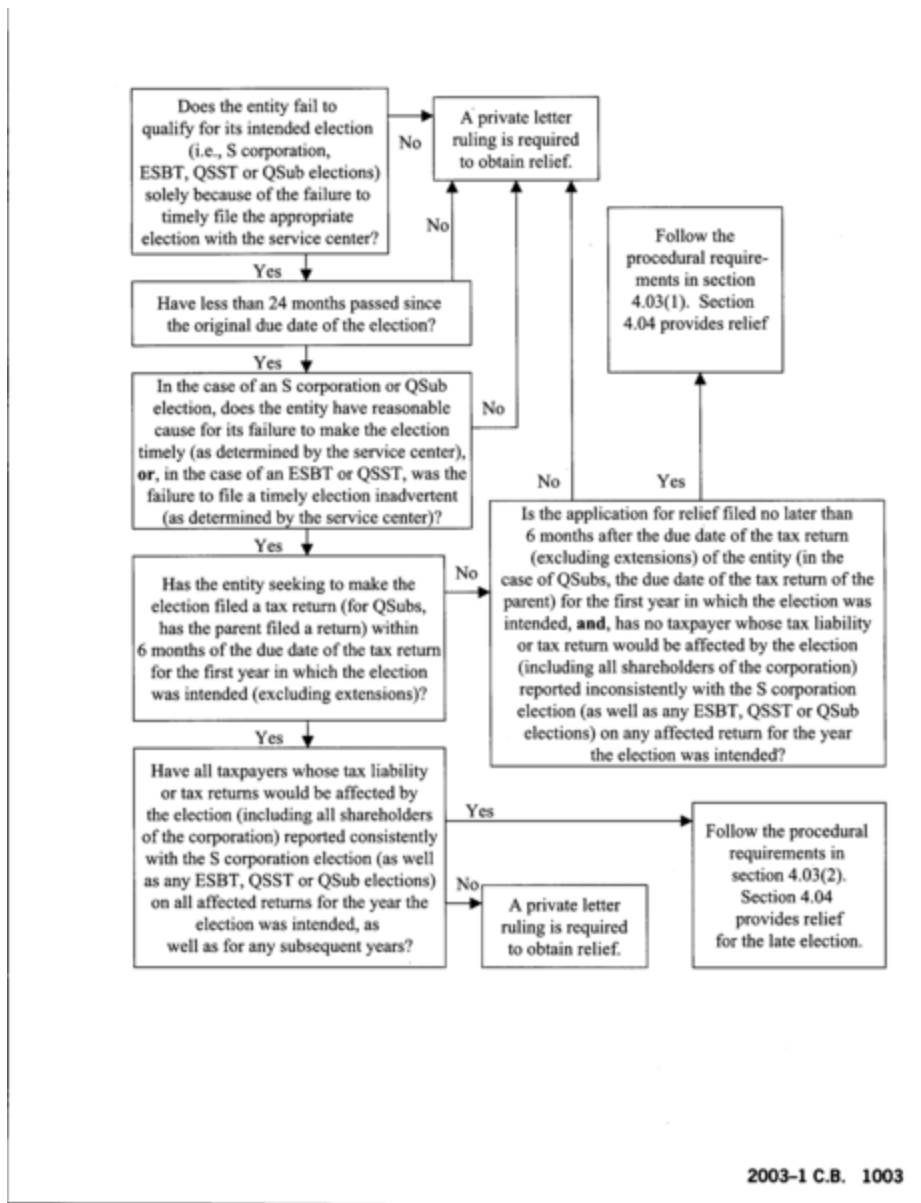 Does the entity fail to
qualify for its intended election
(i.e., S corporation,
ESBT, QSST or QSub elections)
solely because of the failure to
timely file the appropriate
election with the service center?
No
A private letter
ruling is required
to obtain relief.
No
Follow the
procedural require-
ments in section
4.03(1). Section
4.04 provides relief
Yes
Have less than 24 months passed since
the original due date of the election?
Yes
In the case of an S corporation or QSub
election, does the entity have reasonable
cause for its failure to make the election
timely (as determined by the service center),
or, in the case of an ESBT or QSST, was the
failure to file a timely election inadvertent
(as determined by the service center)?
No
No
Yes
Yes
Is the application for relief filed no later than
6 months after the due date of the tax return
(excluding extensions) of the entity (in the
case of QSubs, the due date of the tax return of the
parent) for the first year in which the election was
intended, and, has no taxpayer whose tax liability
or tax return would be affected by the election
(including all shareholders of the corporation)
reported inconsistently with the S corporation
election (as well as any ESBT, QSST or QSub
elections) on any affected return for the year
the election was intended?
Has the entity seeking to make the
election filed a tax return (for QSubs,
has the parent filed a return) within
6 months of the due date of the tax return
for the first year in which the election
was intended (excluding extensions)?
No
Yes
Have all taxpayers whose tax liability
or tax returns would be affected by
the election (including all shareholders
of the corporation) reported consistently
with the S corporation election (as well
as any ESBT, QSST or QSub elections)
on all affected returns for the year the
election was intended, as
well as for any subsequent years?
Yes
No
A private letter
ruling is required
to obtain relief.
Follow the procedural
requirements in
section 4.03(2).
Section 4.04
provides relief
for the late election.
2003–1 C.B. 1003